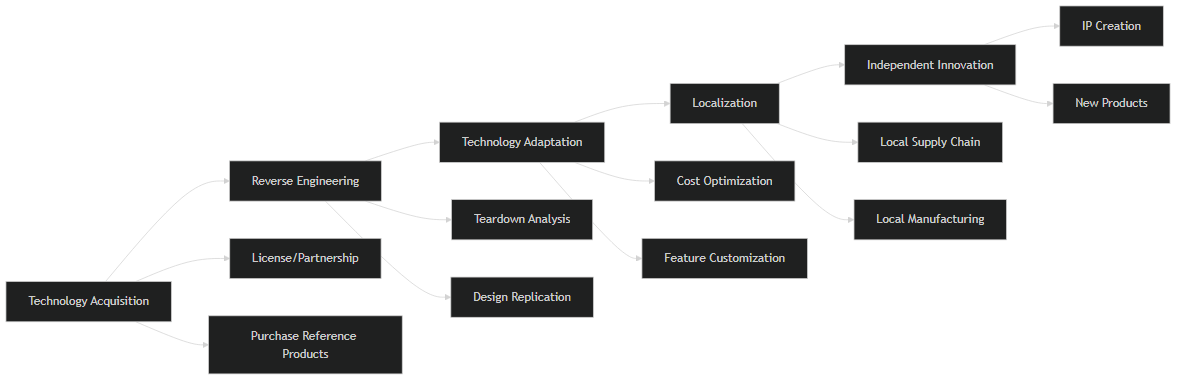 IP Creation
Independent Innovation
New Products
Localization
Local Supply Chain
Technology Adaptation
Cost Optimization
Local Manufacturing
Reverse Engineering
Teardown Analysis
Feature Customization
License/Partnership
Design Replication
Technology Acquisition
Purchase Reference
Products